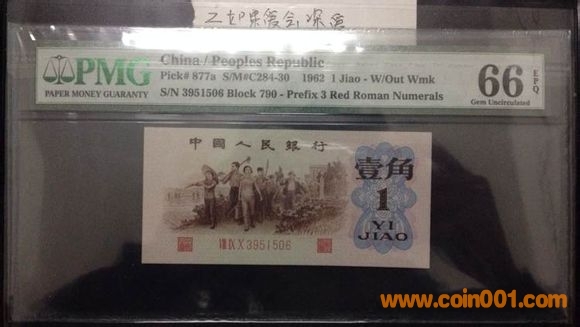 PMG
PAPER MONEY GUARANTY
China / Peoples Republic
Pick# 877a S/M#C284-30 1962 1 Jiao - W/Out Wmk
S/N 3951506 Block 790 - Prefix 3 Red Roman Numerals
66 EPQ
Gem Uncirculated
中國人民銀行
壹角
1
YI
JIAO
VIII IX X 3951506
www.coin001.com